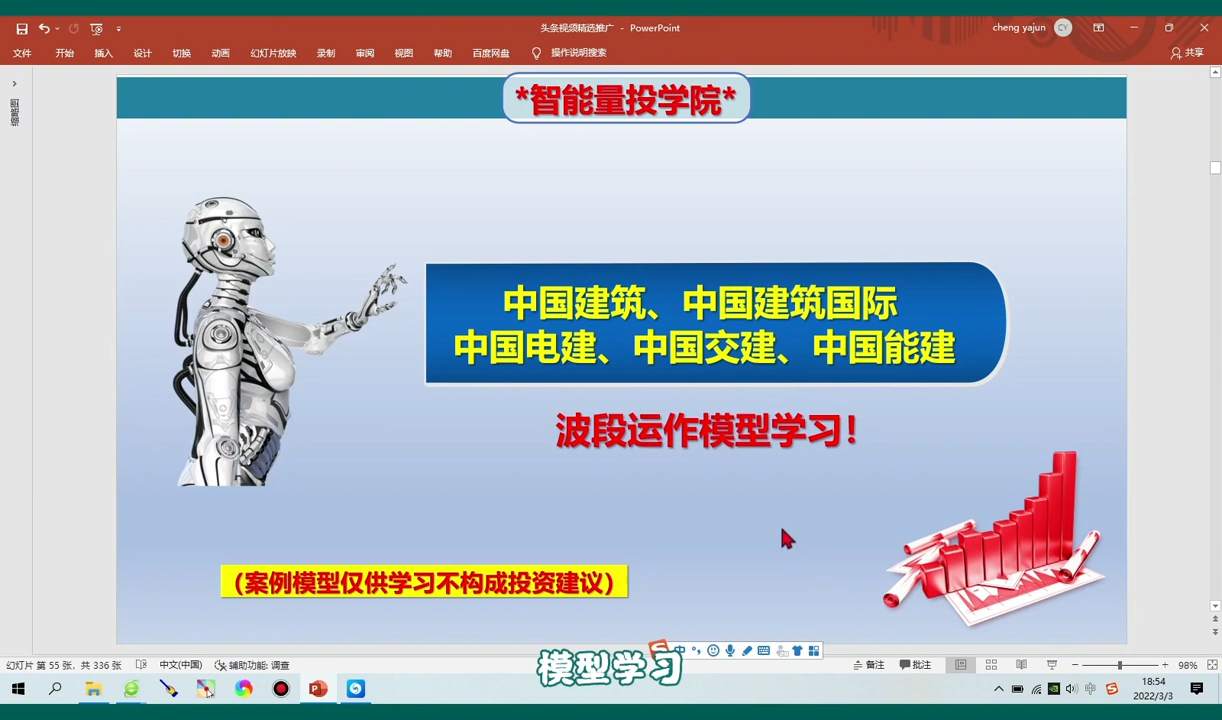 头条视频精选推广 - PowerPoint
cheng yajun
CY
文件 开始 插入 设计 切换 动画 幻灯片放映 录制 审阅 视图 帮助 百度网盘 操作说明搜索
共享
缩略图
*智能量投学院*
中国建筑、中国建筑国际
中国电建、中国交建、中国能建
波段运作模型学习!
(案例模型仅供学习不构成投资建议)
模型学习
幻灯片 第 55 张，共 336 张 中文(中国) 辅助功能: 调查
备注 批注
98%
18:54
2022/3/3